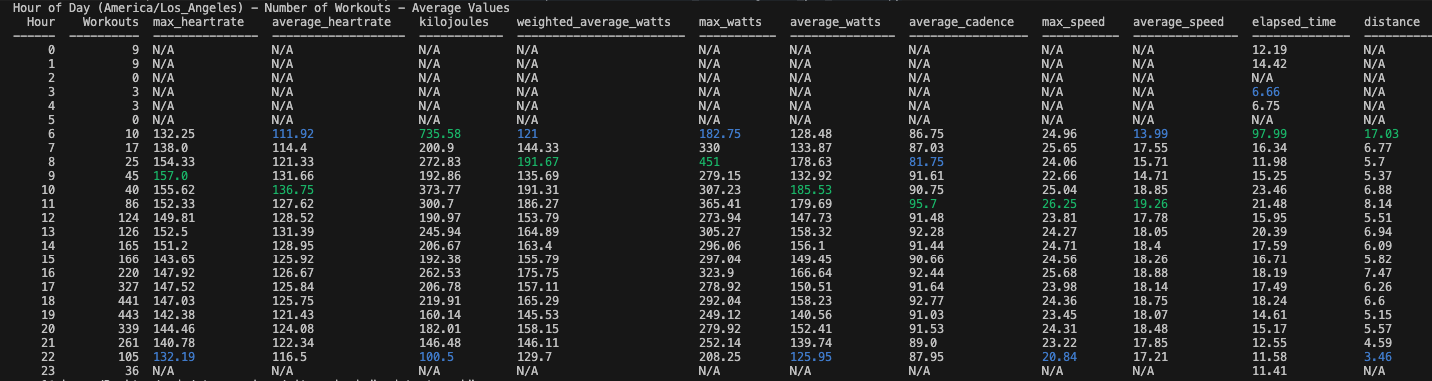 Hour of Day (America/Los_Angeles) - Number of Workouts - Average Values
Hour Workouts max_heartrate average_heartrate kilojoules weighted_average_watts max_watts average_watts average_cadence max_speed average_speed elapsed_time distance
0 9 N/A N/A N/A N/A N/A N/A N/A N/A N/A 12.19 N/A
1 9 N/A N/A N/A N/A N/A N/A N/A N/A N/A 14.42 N/A
2 0 N/A N/A N/A N/A N/A N/A N/A N/A N/A N/A N/A
3 3 N/A N/A N/A N/A N/A N/A N/A N/A N/A 6.66 N/A
4 3 N/A N/A N/A N/A N/A N/A N/A N/A N/A 6.75 N/A
5 0 N/A N/A N/A N/A N/A N/A N/A N/A N/A N/A N/A
6 10 132.25 111.92 735.58 121 182.75 128.48 86.75 24.96 13.99 97.99 17.03
7 17 138.0 114.4 200.9 144.33 330 133.87 87.03 25.65 17.55 16.34 6.77
8 25 154.33 121.33 272.83 191.67 451 178.63 81.75 24.06 15.71 11.98 5.7
9 45 157.0 131.66 192.86 135.69 279.15 132.92 91.61 22.66 14.71 15.25 5.37
10 40 155.62 136.75 373.77 191.31 307.23 185.53 90.75 25.04 18.85 23.46 6.88
11 86 152.33 127.62 300.7 186.27 365.41 179.69 95.7 26.25 19.26 21.48 8.14
12 124 149.81 128.52 190.97 153.79 273.94 147.73 91.48 23.81 17.78 15.95 5.51
13 126 152.5 131.39 245.94 164.89 305.27 158.32 92.28 24.27 18.05 20.39 6.94
14 165 151.2 128.95 206.67 163.4 296.06 156.1 91.44 24.71 18.4 17.59 6.09
15 166 143.65 125.92 192.38 155.79 297.04 149.45 90.66 24.56 18.26 16.71 5.82
16 220 147.92 126.67 262.53 175.75 323.9 166.64 92.44 25.68 18.88 18.19 7.47
17 327 147.52 125.84 206.78 157.11 278.92 150.51 91.64 23.98 18.14 17.49 6.26
18 441 147.03 125.75 219.91 165.29 292.04 158.23 92.77 24.36 18.75 18.24 6.6
19 443 142.38 121.43 160.14 145.53 249.12 140.56 91.03 23.45 18.07 14.61 5.15
20 339 144.46 124.08 182.01 158.15 279.92 152.41 91.53 24.31 18.48 15.17 5.57
21 261 140.78 122.34 146.48 146.11 252.14 139.74 89.0 23.22 17.85 12.55 4.59
22 105 132.19 116.5 100.5 129.7 208.25 125.95 87.95 20.84 17.21 11.58 3.46
23 36 N/A N/A N/A N/A N/A N/A N/A N/A N/A 11.41 N/A